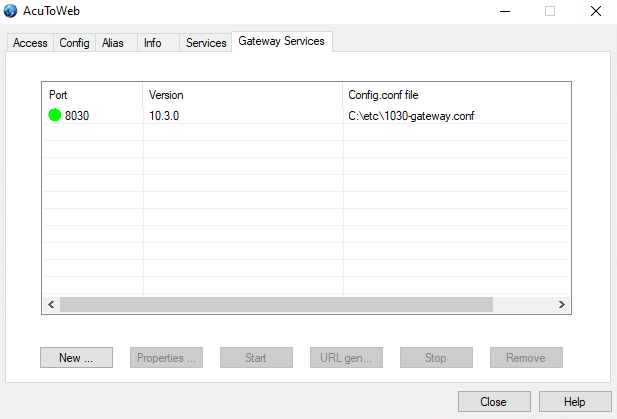 AcuToWeb
Access Config Alias Info Services Gateway Services
Port Version Config.conf file
8030 10.3.0 C:\etc\1030-gateway.conf
New ... Properties ... Start URL gen... Stop Remove
Close Help